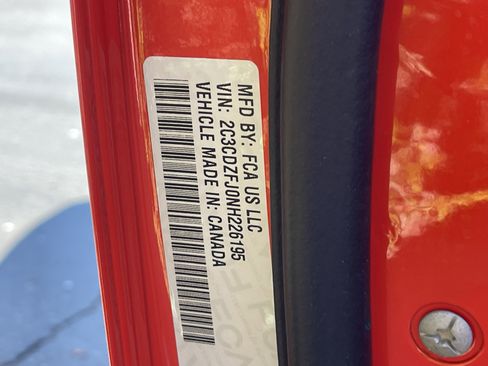 MFD BY: FCA US LLC
VIN: 2C3CDZFJ0NH226195
VEHICLE MADE IN: CANADA